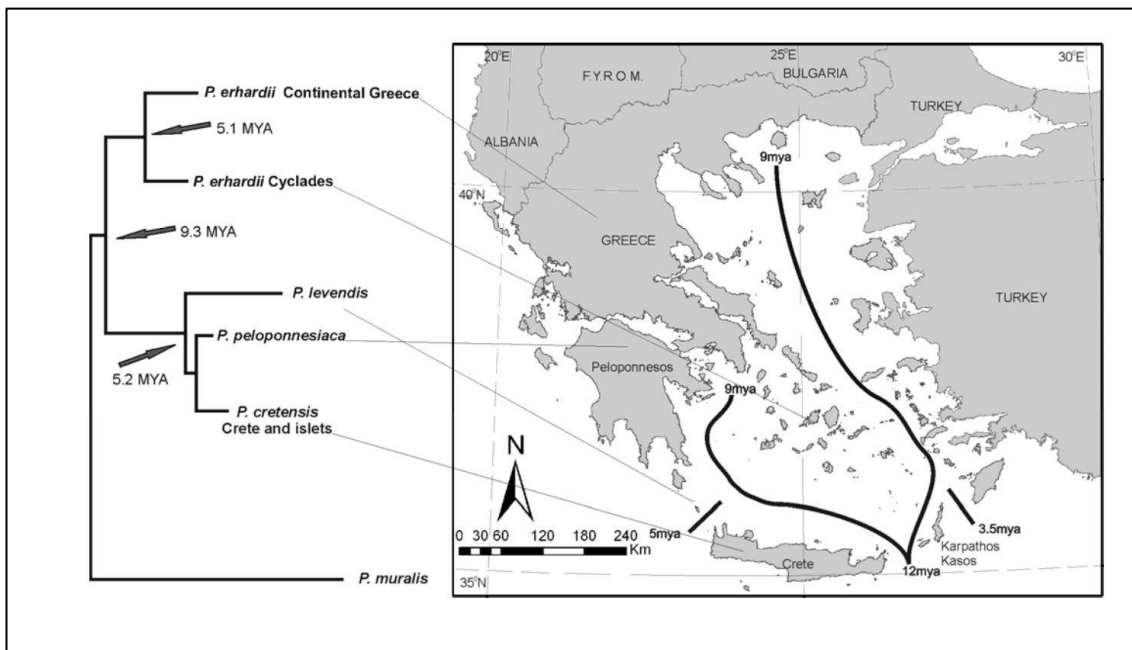 P. erhardii Continental Greece
5.1 MYA
P. erhardii Cyclades
9.3 MYA
P. levendis
P. peloponnesiaca
5.2 MYA
P. cretensis
Crete and islets
P. muralis
20°E
25°E
30°E
F.Y.R.O.M.
BULGARIA
TURKEY
ALBANIA
9mya
40°N
GREECE
TURKEY
Peloponnesos
9mya
N
5mya
3.5mya
0 30 60 120 180 240
Km
Karpathos
Kasos
Crete
12mya
35°N